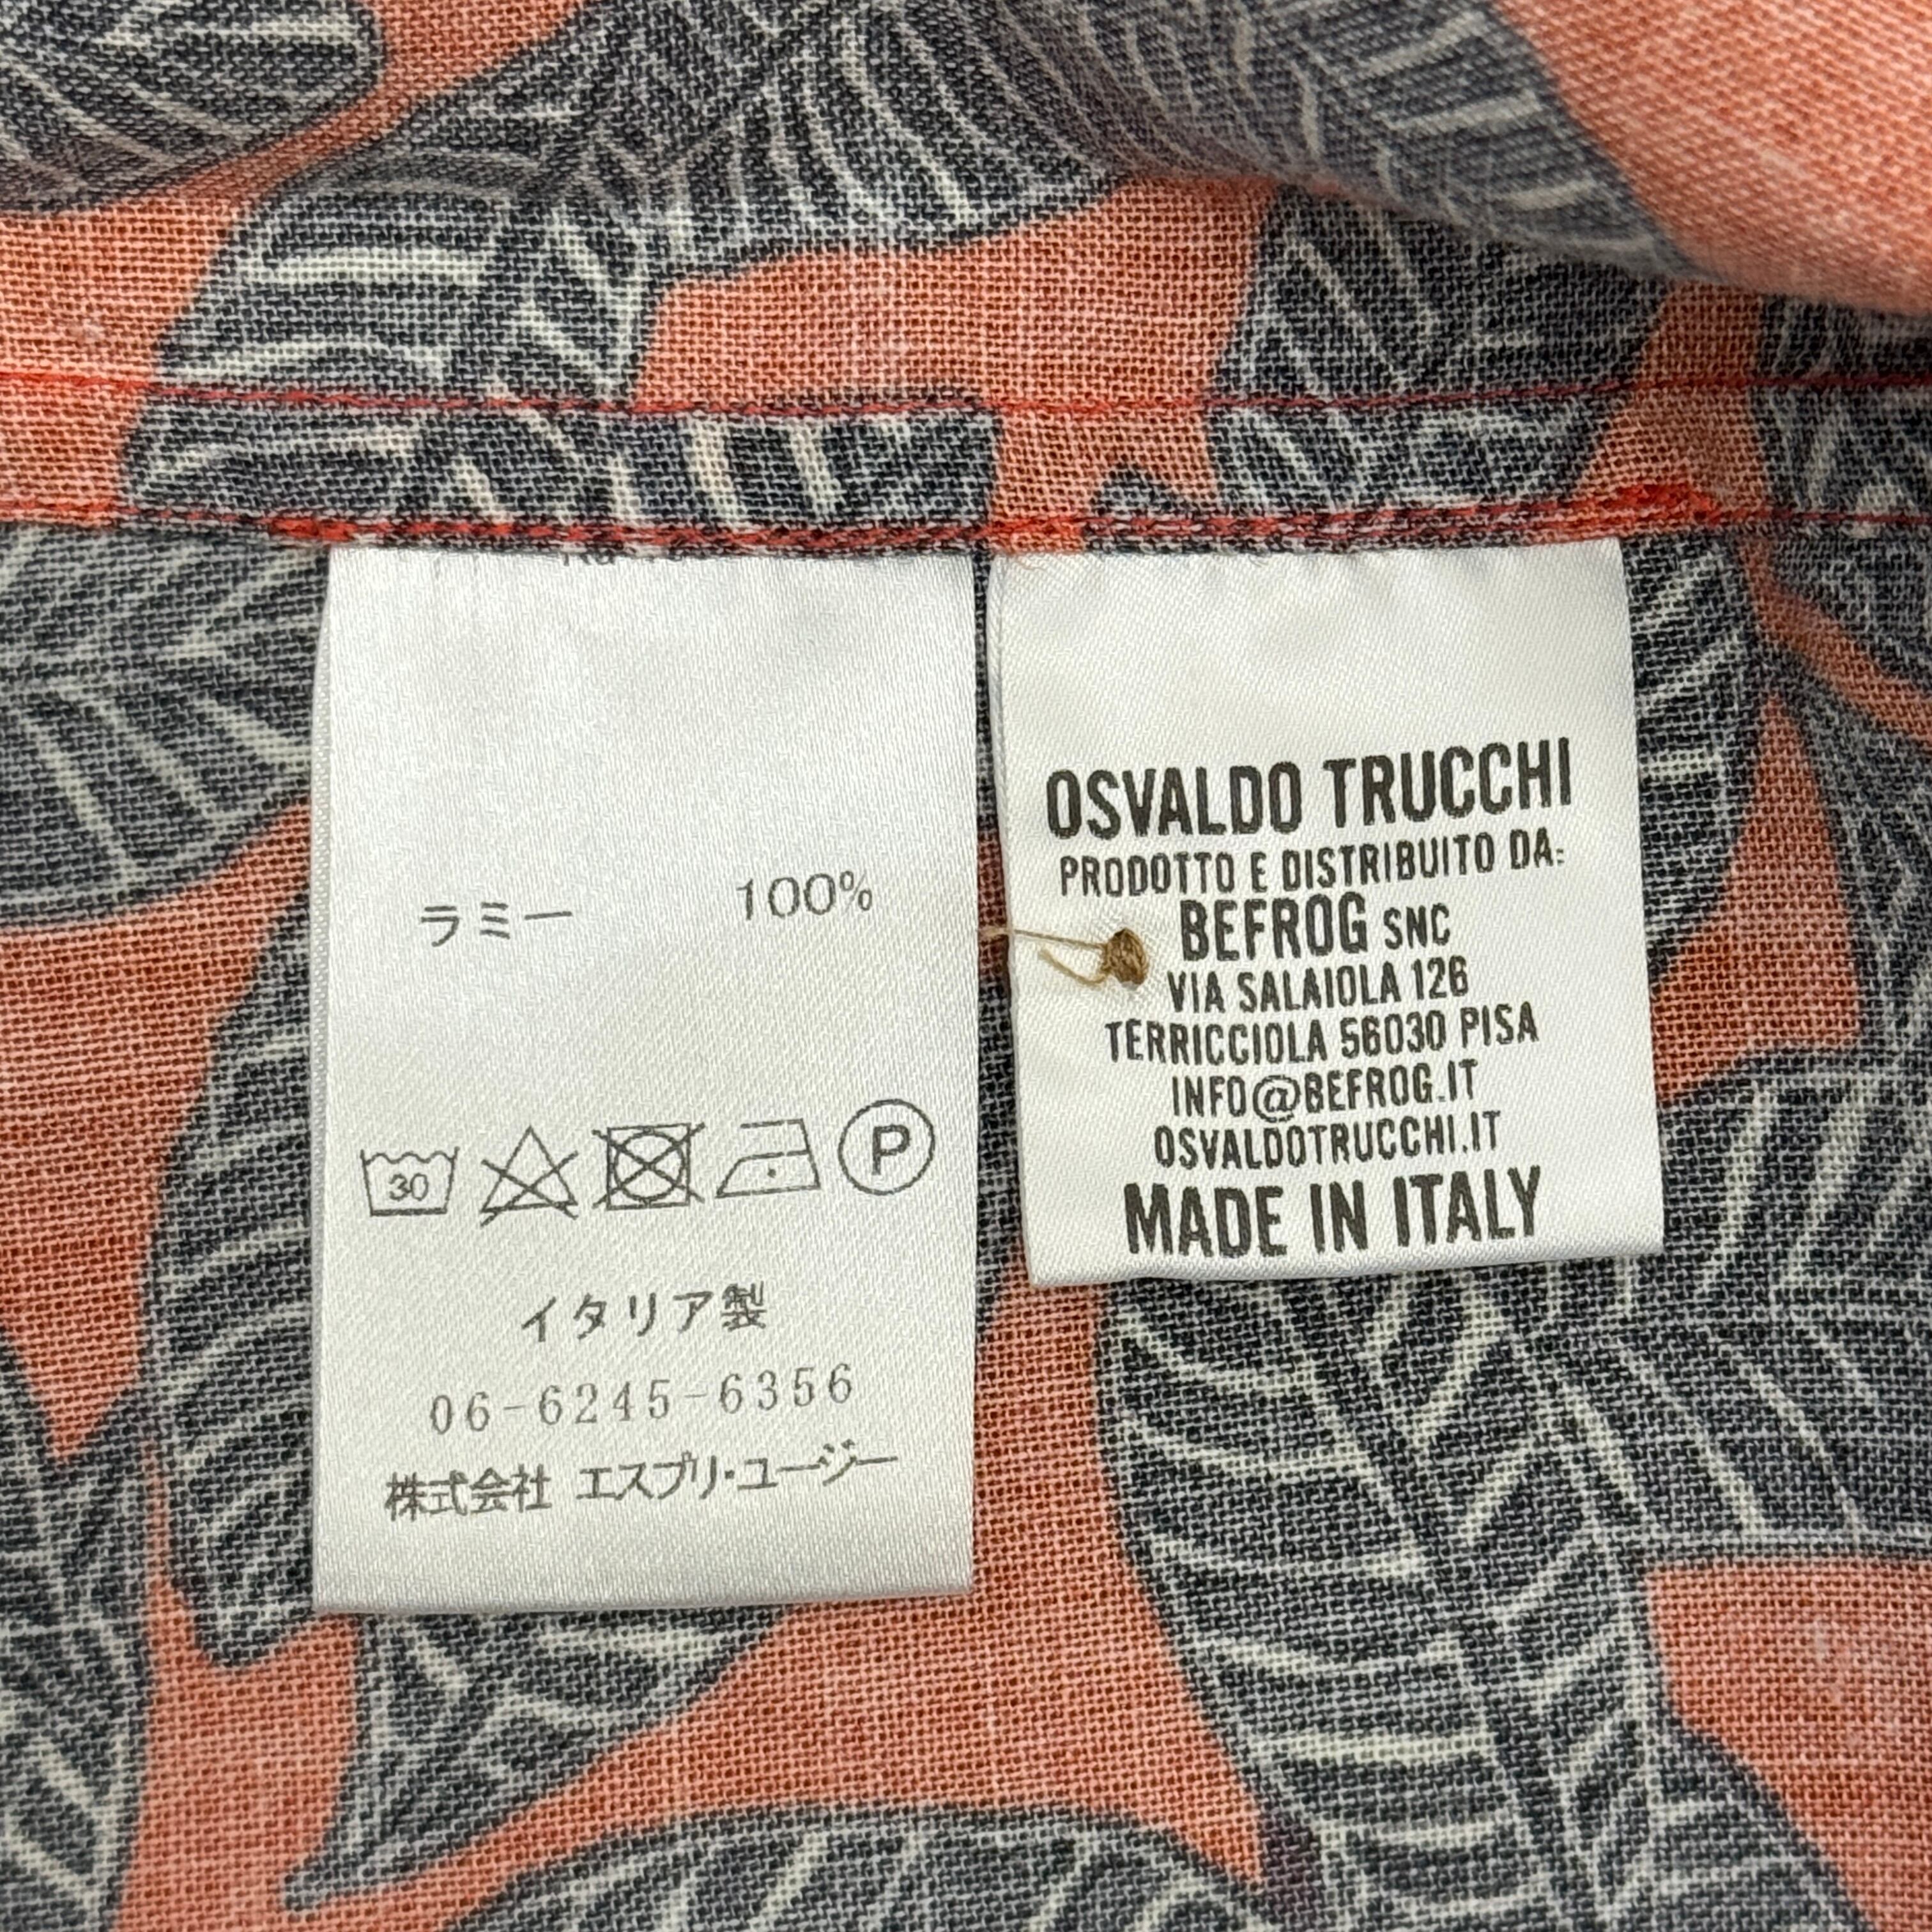 ラミー 100%
30
P
イタリア製
06-6245-6356
株式会社 エスプリ・ユージー
OSVALDO TRUCCHI
PRODOTTO E DISTRIBUITO DA:
BEFROG SNC
VIA SALAIOLA 126
TERRICCIOLA 56030 PISA
INFO@BEFROG.IT
OSVALDOTRUCCHI.IT
MADE IN ITALY